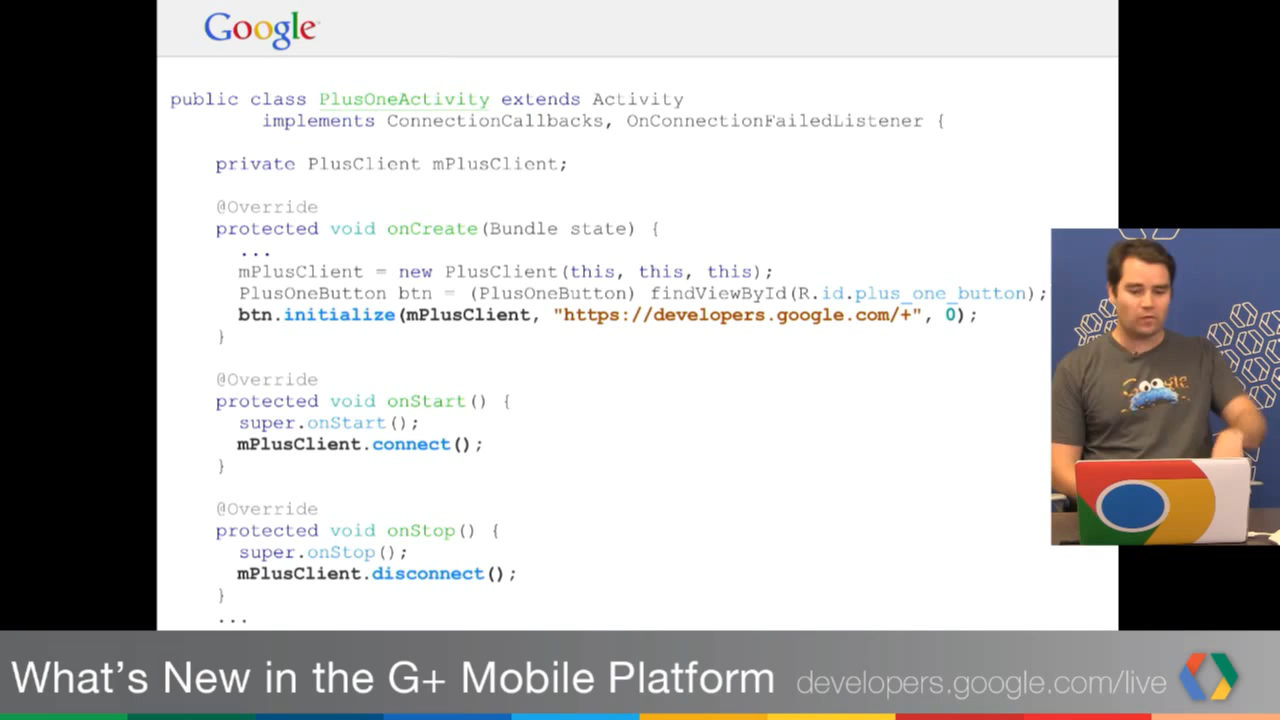 Google
public class PlusOneActivity extends Activity
implements ConnectionCallbacks, OnConnectionFailedListener {
private PlusClient mPlusClient;
@Override
protected void onCreate(Bundle state) {
...
mPlusClient = new PlusClient(this, this, this);
PlusOneButton btn = (PlusOneButton) findViewById(R.id.plus_one_button);
btn.initialize(mPlusClient, "https://developers.google.com/+", 0);
}
@Override
protected void onStart() {
super.onStart();
mPlusClient.connect();
}
@Override
protected void onStop() {
super.onStop();
mPlusClient.disconnect();
}
...
Google
What's New in the G+ Mobile Platform developers.google.com/live